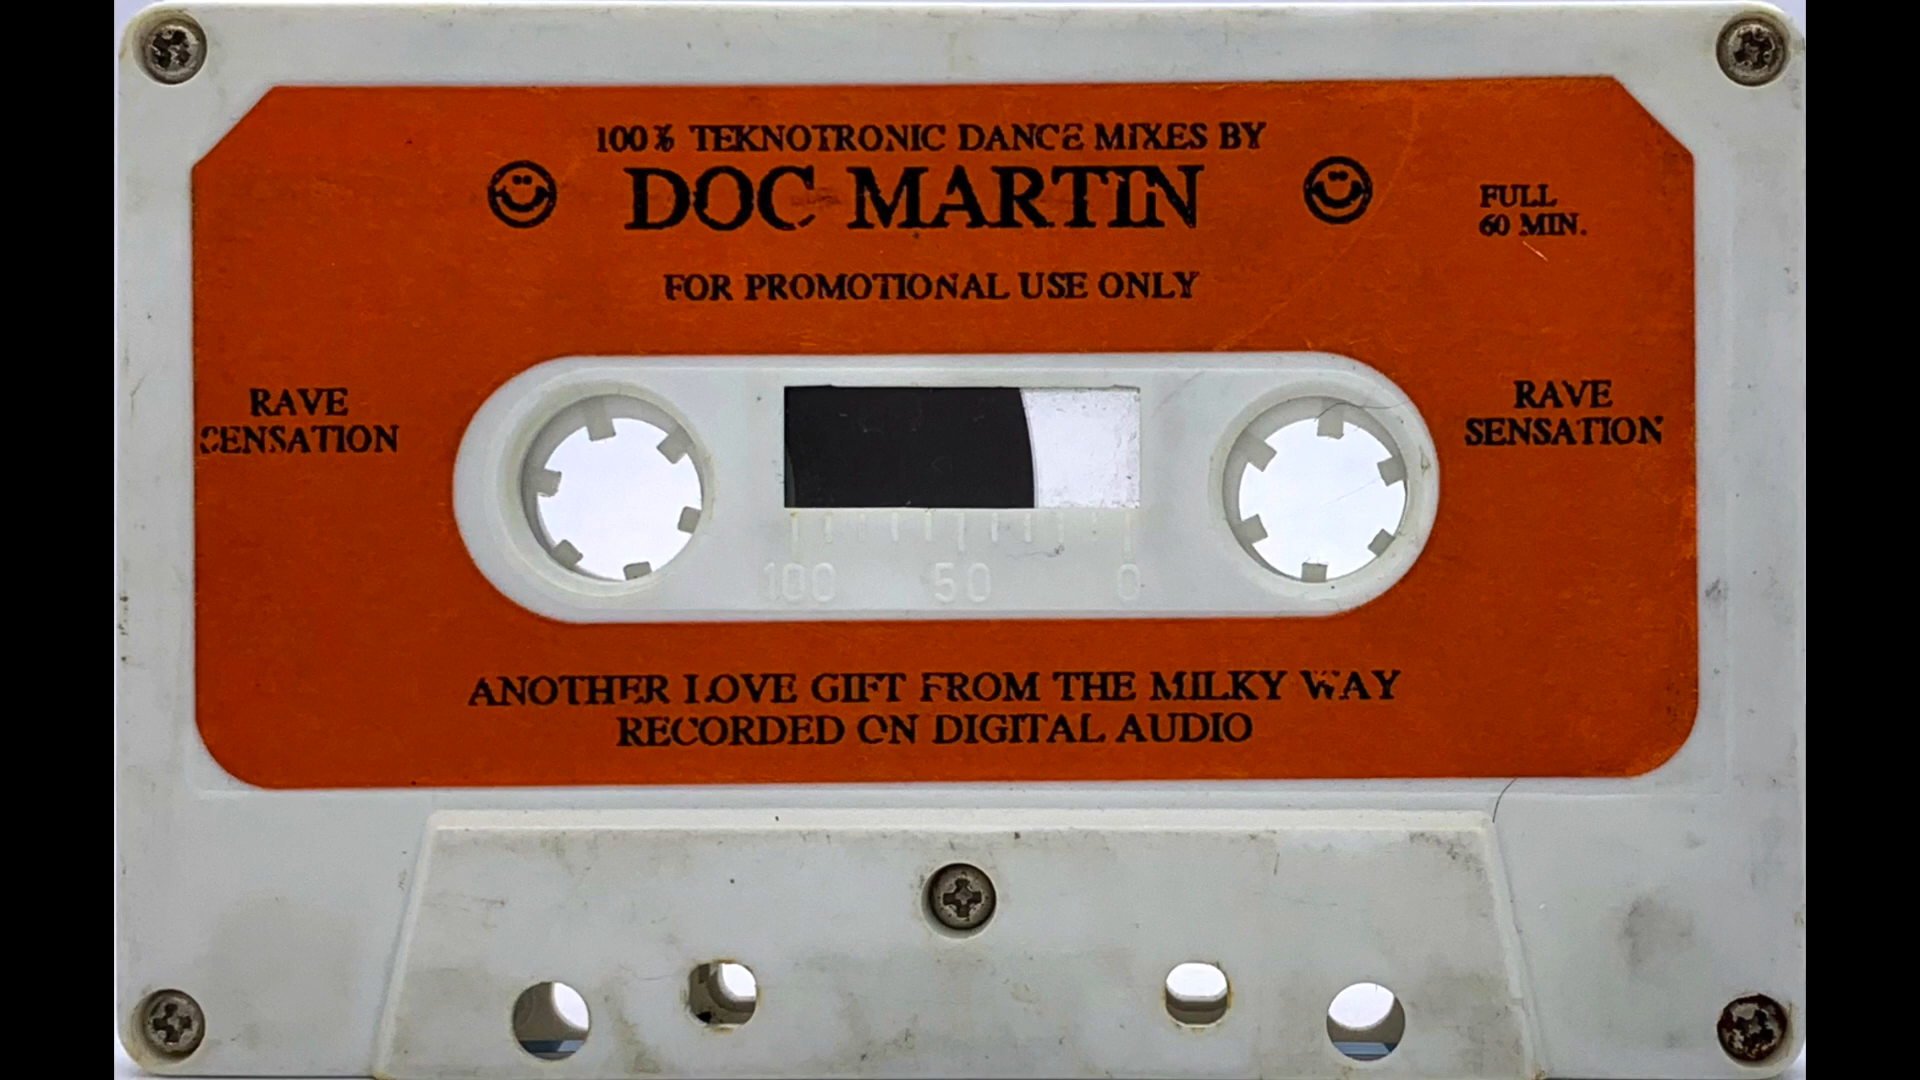 100% TEKNOTRONIC DANCE MIXES BY
DOC MARTIN
FULL
60 MIN.
FOR PROMOTIONAL USE ONLY
RAVE
SENSATION
RAVE
SENSATION
100 50 0
ANOTHER LOVE GIFT FROM THE MILKY WAY
RECORDED ON DIGITAL AUDIO